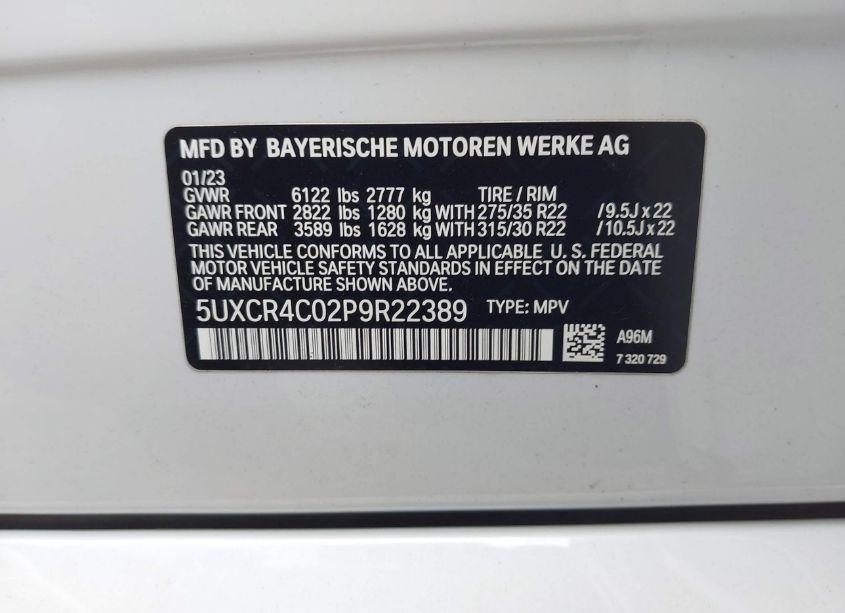 MFD BY BAYERISCHE MOTOREN WERKE AG
01/23
GVWR 6122 lbs 2777 kg TIRE / RIM
GAWR FRONT 2822 lbs 1280 kg WITH 275/35 R22 /9.5J x 22
GAWR REAR 3589 lbs 1628 kg WITH 315/30 R22 /10.5J x 22
THIS VEHICLE CONFORMS TO ALL APPLICABLE U. S. FEDERAL
MOTOR VEHICLE SAFETY STANDARDS IN EFFECT ON THE DATE
OF MANUFACTURE SHOWN ABOVE.
5UXCR4C02P9R22389 TYPE: MPV
A96M
7 320 729